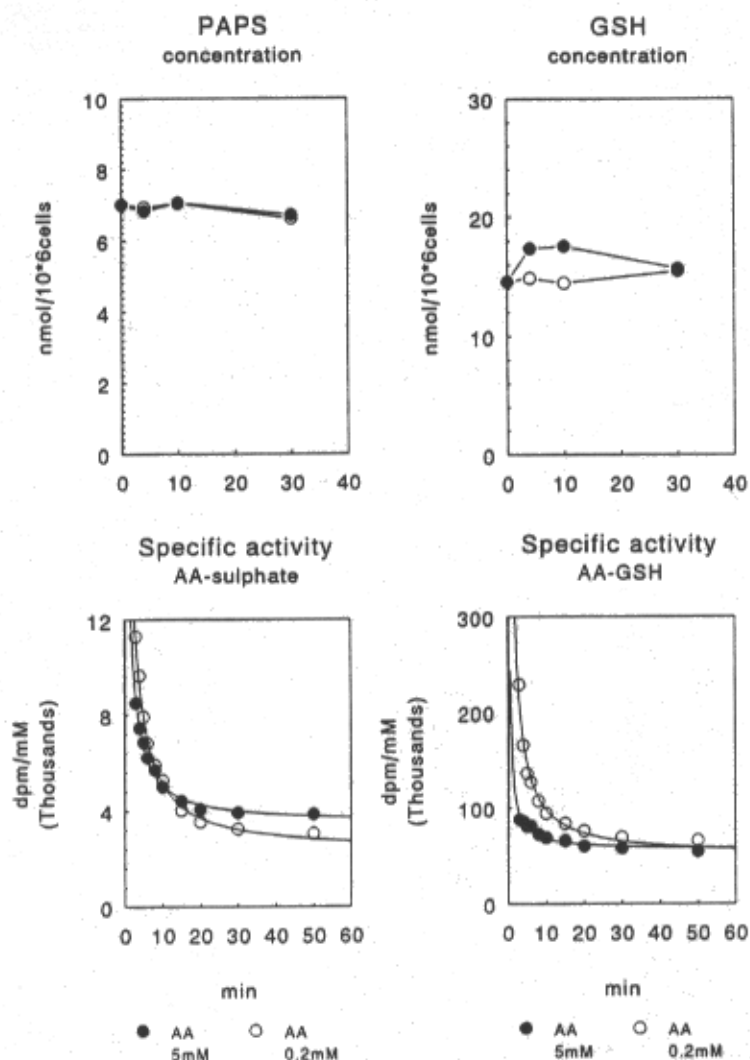 PAPS
concentration
10
8
6
4
2
0
nmol/10*6cells
0 10 20 30 40
GSH
concentration
30
20
10
0
nmol/10*6cells
0 10 20 30 40
Specific activity
AA-sulphate
12
8
4
0
dpm/mM
(Thousands)
0 10 20 30 40 50 60
min
● AA ○ AA
5mM 0.2mM
Specific activity
AA-GSH
300
200
100
0
dpm/mM
(Thousands)
0 10 20 30 40 50 60
min
● AA ○ AA
5mM 0.2mM